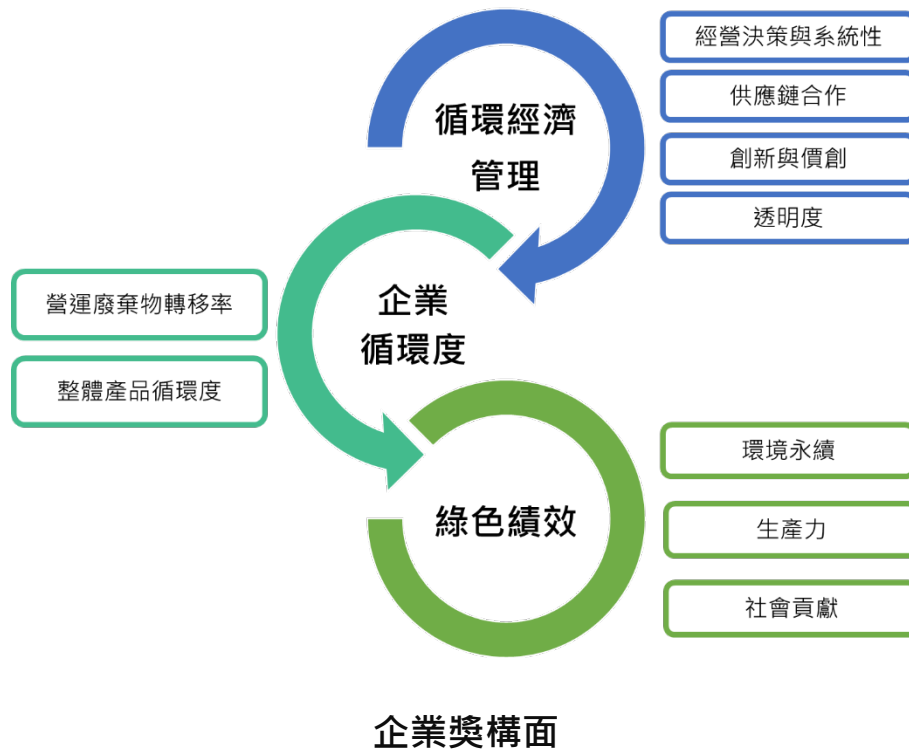 循環經濟
管理
經營決策與系統性
供應鏈合作
創新與價創
透明度
企業
循環度
營運廢棄物轉移率
整體產品循環度
綠色績效
環境永續
生產力
社會貢獻
企業獎構面